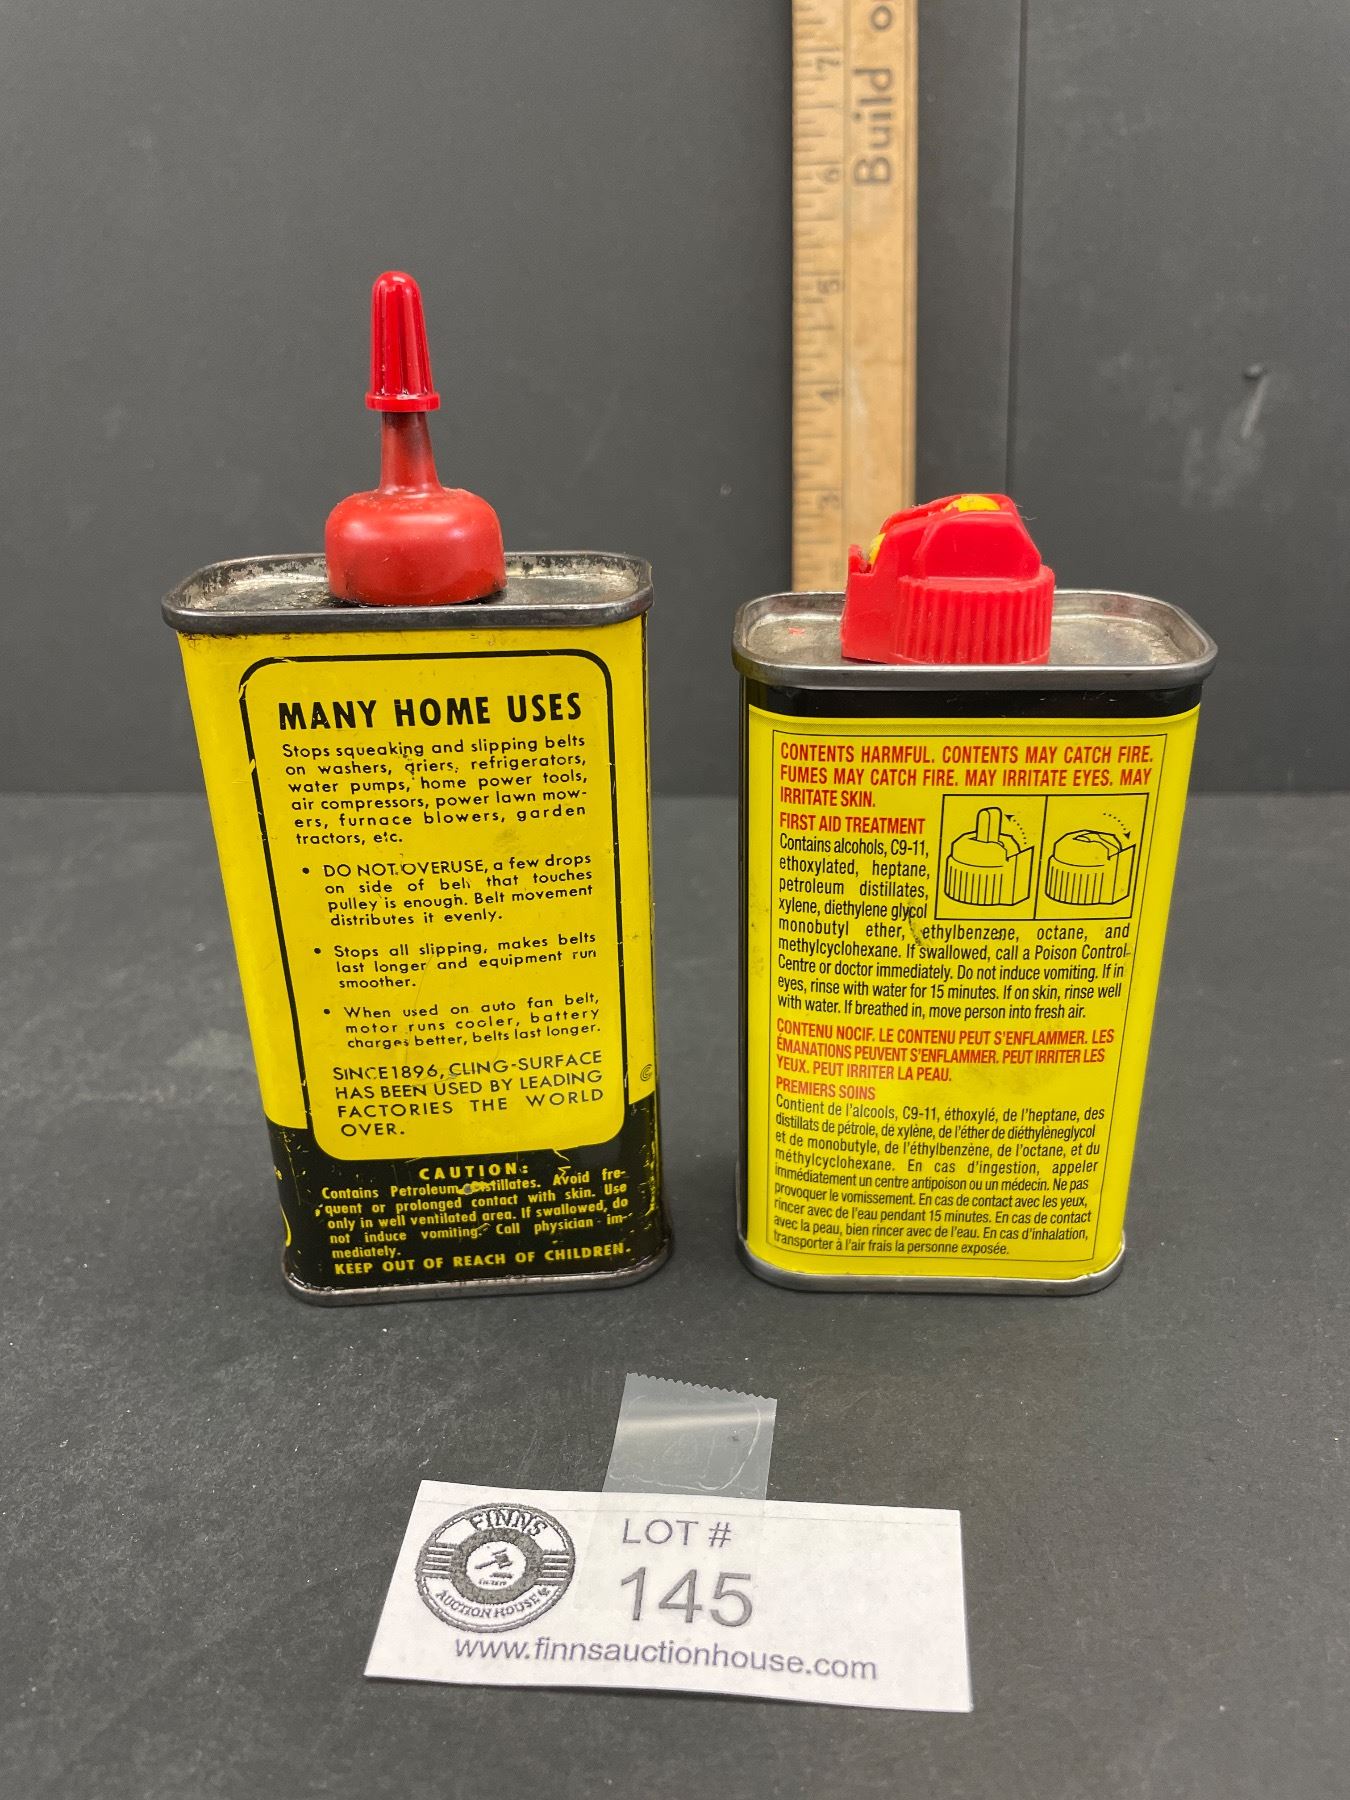 Build
7
6
5
4
3
MANY HOME USES
Stops squeaking and slipping belts
on washers, driers, refrigerators,
water pumps, home power tools,
air compressors, power lawn mow-
ers, furnace blowers, garden
tractors, etc.
• DO NOT OVERUSE, a few drops
on side of belt that touches
pulley is enough. Belt movement
distributes it evenly.
• Stops all slipping, makes belts
last longer and equipment run
smoother.
• When used on auto fan belt,
motor runs cooler, battery
charges better, belts last longer.
SINCE 1896, CLING-SURFACE
HAS BEEN USED BY LEADING
FACTORIES THE WORLD
OVER.
CAUTION:
Contains Petroleum Distillates. Avoid fre-
quent or prolonged contact with skin. Use
only in well ventilated area. If swallowed, do
not induce vomiting. Call physician im-
mediately.
KEEP OUT OF REACH OF CHILDREN.
CONTENTS HARMFUL. CONTENTS MAY CATCH FIRE.
FUMES MAY CATCH FIRE. MAY IRRITATE EYES. MAY
IRRITATE SKIN.
FIRST AID TREATMENT
Contains alcohols, C9-11,
ethoxylated, heptane,
petroleum distillates,
xylene, diethylene glycol
monobutyl ether, ethylbenzene, octane, and
methylcyclohexane. If swallowed, call a Poison Control
Centre or doctor immediately. Do not induce vomiting. If in
eyes, rinse with water for 15 minutes. If on skin, rinse well
with water. If breathed in, move person into fresh air.
CONTENU NOCIF. LE CONTENU PEUT S'ENFLAMMER. LES
ÉMANATIONS PEUVENT S'ENFLAMMER. PEUT IRRITER LES
YEUX. PEUT IRRITER LA PEAU.
PREMIERS SOINS
Contient de l'alcools, C9-11, éthoxylé, de l'heptane, des
distillats de pétrole, de xylène, de l'éther de diéthylèneglycol
et de monobutyle, de l'éthylbenzène, de l'octane, et du
méthylcyclohexane. En cas d'ingestion, appeler
immédiatement un centre antipoison ou un médecin. Ne pas
provoquer le vomissement. En cas de contact avec les yeux,
rincer avec de l'eau pendant 15 minutes. En cas de contact
avec la peau, bien rincer avec de l'eau. En cas d'inhalation,
transporter à l'air frais la personne exposée.
FINNS
AUCTION HOUSE
LOT #
145
www.finnsauctionhouse.com